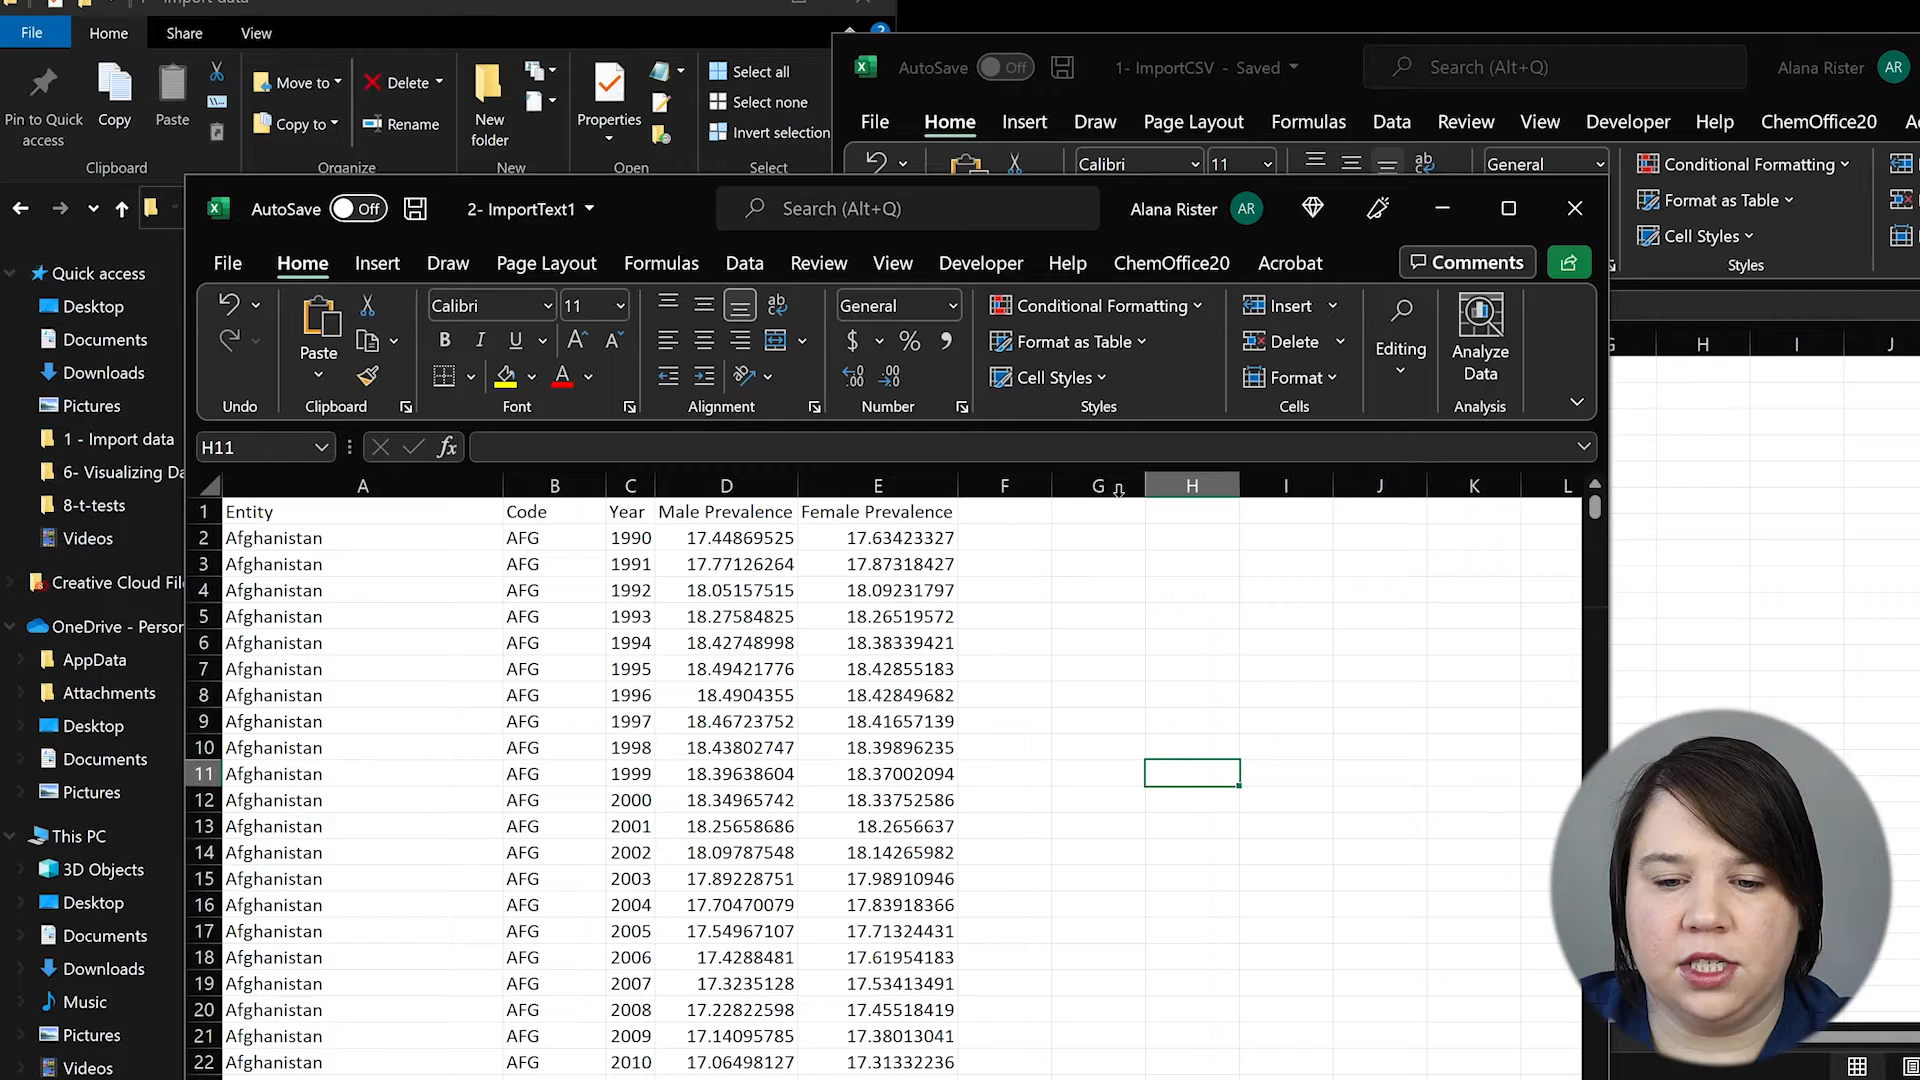 Import data
File Home Share View
Pin to Quick access
Copy
Paste
Clipboard
Move to
Copy to
Delete
Rename
Organize
New folder
New
Properties
Open
Select all
Select none
Invert selection
Select
AutoSave Off 1- ImportCSV - Saved Search (Alt+Q) Alana Rister AR
File Home Insert Draw Page Layout Formulas Data Review View Developer Help ChemOffice20
Calibri 11 General Conditional Formatting
Format as Table
Cell Styles
Styles
H I J
Quick access
Desktop
Documents
Downloads
Pictures
1 - Import data
6- Visualizing Da
8-t-tests
Videos
Creative Cloud Fil
OneDrive - Person
AppData
Attachments
Desktop
Documents
Pictures
This PC
3D Objects
Desktop
Documents
Downloads
Music
Pictures
Videos
AutoSave Off 2- ImportText1 Search (Alt+Q) Alana Rister AR
File Home Insert Draw Page Layout Formulas Data Review View Developer Help ChemOffice20 Acrobat Comments
Undo
Paste
Clipboard
Calibri 11
B I U A A
A
Font
ab
Alignment
General
$ % ,
Number
Conditional Formatting
Format as Table
Cell Styles
Styles
Insert
Delete
Format
Cells
Editing
Analyze Data
Analysis
H11 fx
A B C D E F G H I J K L
1 Entity Code Year Male Prevalence Female Prevalence
2 Afghanistan AFG 1990 17.44869525 17.63423327
3 Afghanistan AFG 1991 17.77126264 17.87318427
4 Afghanistan AFG 1992 18.05157515 18.09231797
5 Afghanistan AFG 1993 18.27584825 18.26519572
6 Afghanistan AFG 1994 18.42748998 18.38339421
7 Afghanistan AFG 1995 18.49421776 18.42855183
8 Afghanistan AFG 1996 18.4904355 18.42849682
9 Afghanistan AFG 1997 18.46723752 18.41657139
10 Afghanistan AFG 1998 18.43802747 18.39896235
11 Afghanistan AFG 1999 18.39638604 18.37002094
12 Afghanistan AFG 2000 18.34965742 18.33752586
13 Afghanistan AFG 2001 18.25658686 18.2656637
14 Afghanistan AFG 2002 18.09787548 18.14265982
15 Afghanistan AFG 2003 17.89228751 17.98910946
16 Afghanistan AFG 2004 17.70470079 17.83918366
17 Afghanistan AFG 2005 17.54967107 17.71324431
18 Afghanistan AFG 2006 17.4288481 17.61954183
19 Afghanistan AFG 2007 17.3235128 17.53413491
20 Afghanistan AFG 2008 17.22822598 17.45518419
21 Afghanistan AFG 2009 17.14095785 17.38013041
22 Afghanistan AFG 2010 17.06498127 17.31332236